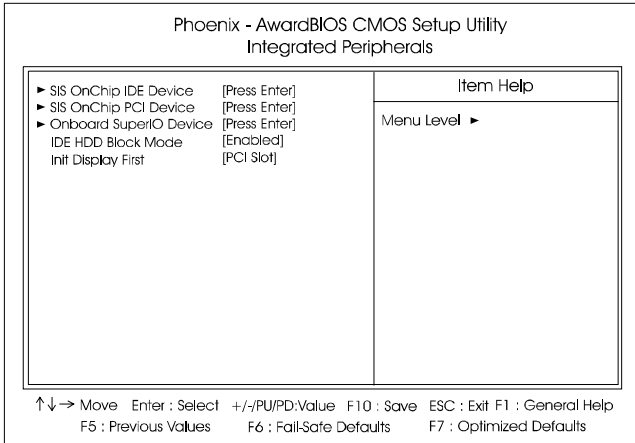 Phoenix - AwardBIOS CMOS Setup Utility
Integrated Peripherals
► SIS OnChip IDE Device [Press Enter]
► SIS OnChip PCI Device [Press Enter]
► Onboard SuperIO Device [Press Enter]
IDE HDD Block Mode [Enabled]
Init Display First [PCI Slot]
Item Help
Menu Level ►
↑↓→ Move Enter : Select +/-/PU/PD:Value F10 : Save ESC : Exit F1 : General Help
F5 : Previous Values F6 : Fail-Safe Defaults F7 : Optimized Defaults